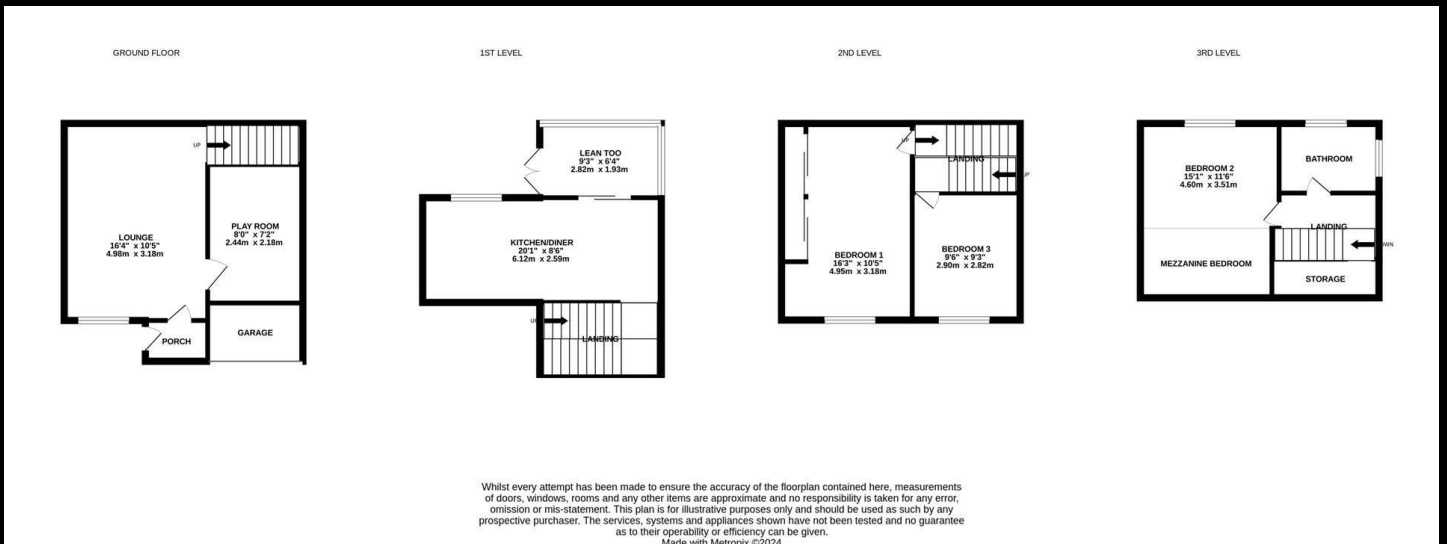 GROUND FLOOR
1ST LEVEL
2ND LEVEL
3RD LEVEL
UP
LOUNGE
16'4" x 10'5"
4.98m x 3.18m
PLAY ROOM
8'0" x 7'2"
2.44m x 2.18m
PORCH
GARAGE
LEAN TOO
9'3" x 6'4"
2.82m x 1.93m
KITCHEN/DINER
20'1" x 8'6"
6.12m x 2.59m
UP
LANDING
UP
LANDING
UP
BEDROOM 1
16'3" x 10'5"
4.95m x 3.18m
BEDROOM 3
9'6" x 9'3"
2.90m x 2.82m
BEDROOM 2
15'1" x 11'6"
4.60m x 3.51m
BATHROOM
LANDING
DOWN
MEZZANINE BEDROOM
STORAGE
Whilst every attempt has been made to ensure the accuracy of the floorplan contained here, measurements
of doors, windows, rooms and any other items are approximate and no responsibility is taken for any error,
omission or mis-statement. This plan is for illustrative purposes only and should be used as such by any
prospective purchaser. The services, systems and appliances shown have not been tested and no guarantee
as to their operability or efficiency can be given.
Made with Metropix ©2024